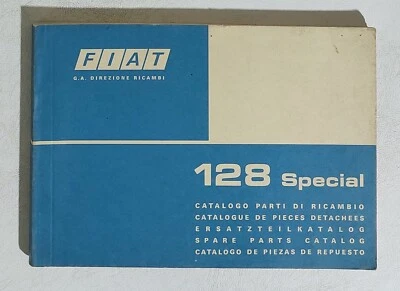 FIAT
G.A. DIREZIONE RICAMBI
128 Special
CATALOGO PARTI DI RICAMBIO
CATALOGUE DE PIECES DETACHEES
ERSATZTEILKATALOG
SPARE PARTS CATALOG
CATALOGO DE PIEZAS DE REPUESTO